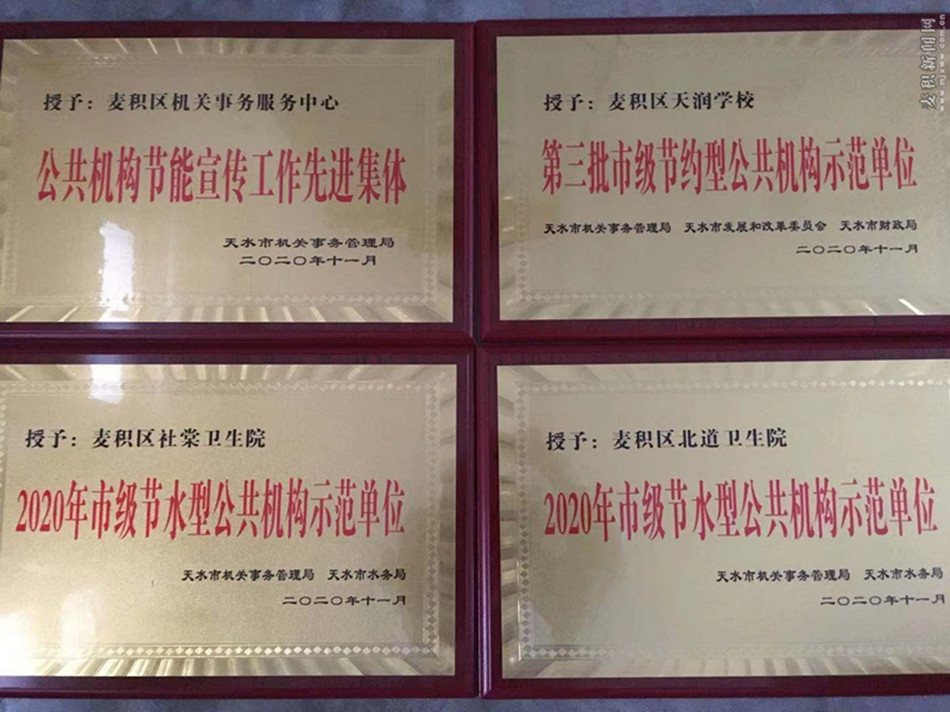 授予：麦积区机关事务服务中心
公共机构节能宣传工作先进集体
天水市机关事务管理局
二〇二〇年十一月
授予：麦积区天润学校
第三批市级节约型公共机构示范单位
天水市机关事务管理局 天水市发展和改革委员会 天水市财政局
二〇二〇年十一月
授予：麦积区社棠卫生院
2020年市级节水型公共机构示范单位
天水市机关事务管理局 天水市水务局
二〇二〇年十一月
授予：麦积区北道卫生院
2020年市级节水型公共机构示范单位
天水市机关事务管理局 天水市水务局
二〇二〇年十一月
麦积新闻网